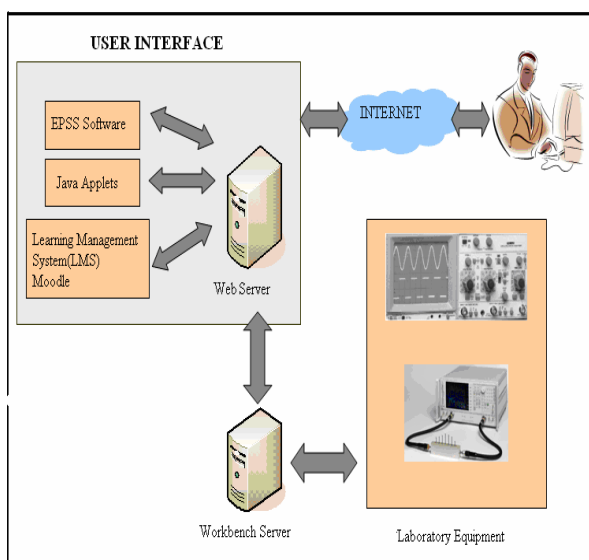 USER INTERFACE
EPSS Software
Java Applets
Learning Management
System(LMS)
Moodle
Web Server
INTERNET
Workbench Server
Laboratory Equipment